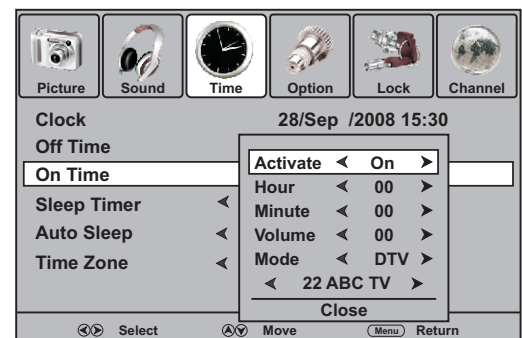 Picture Sound Time Option Lock Channel
Clock 28/Sep /2008 15:30
Off Time
On Time
Sleep Timer
Auto Sleep
Time Zone
Activate On
Hour 00
Minute 00
Volume 00
Mode DTV
22 ABC TV
Close
Select Move Menu Return